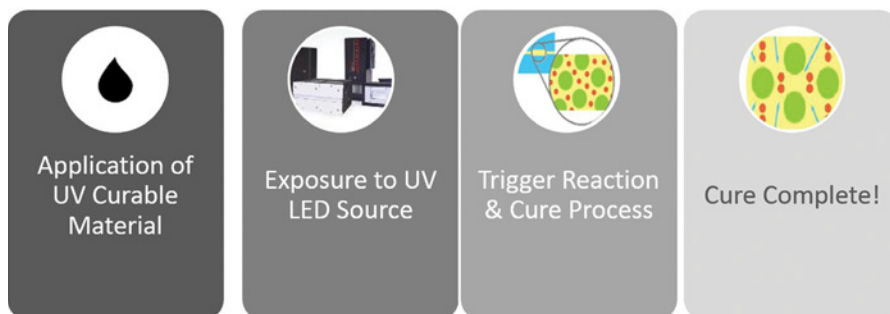 Application of
UV Curable
Material
Exposure to UV
LED Source
Trigger Reaction
& Cure Process
Cure Complete!